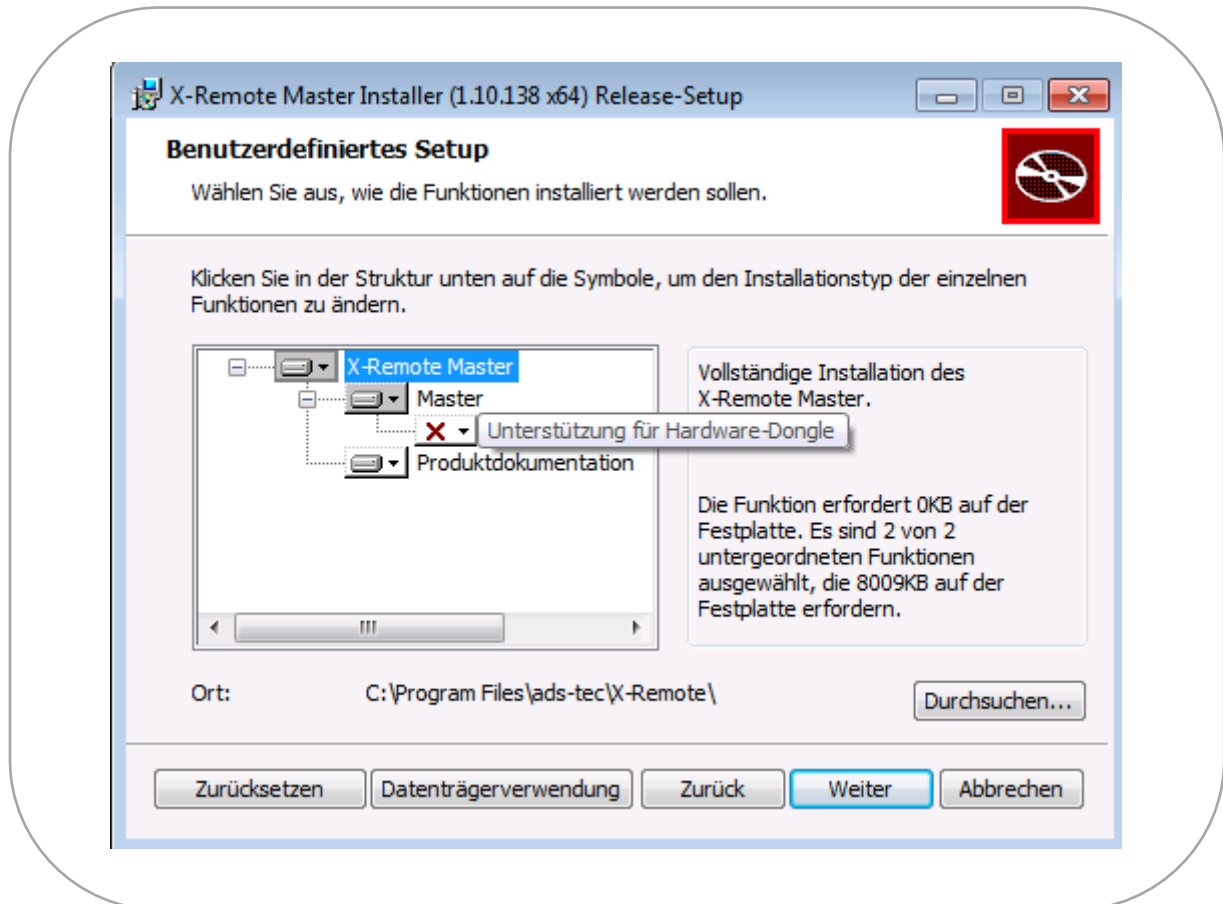 X-Remote Master Installer (1.10.138 x64) Release-Setup
Benutzerdefiniertes Setup
Wählen Sie aus, wie die Funktionen installiert werden sollen.
Klicken Sie in der Struktur unten auf die Symbole, um den Installationstyp der einzelnen
Funktionen zu ändern.
X-Remote Master
Master
Unterstützung für Hardware-Dongle
Produktdokumentation
Vollständige Installation des
X-Remote Master.
Die Funktion erfordert 0KB auf der
Festplatte. Es sind 2 von 2
untergeordneten Funktionen
ausgewählt, die 8009KB auf der
Festplatte erfordern.
Ort: C:\Program Files\ads-tec\X-Remote\
Durchsuchen...
Zurücksetzen Datenträgerverwendung Zurück Weiter Abbrechen